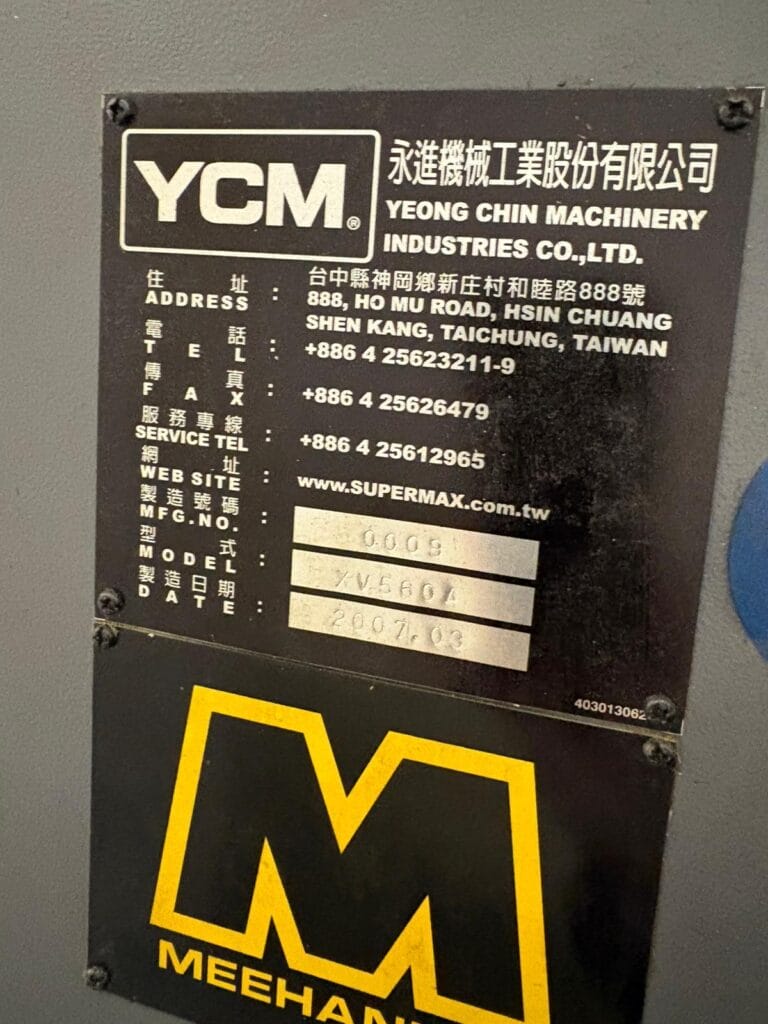 YCM®
永進機械工業股份有限公司
YEONG CHIN MACHINERY
INDUSTRIES CO.,LTD.
住址 : 台中縣神岡鄉新庄村和睦路888號
ADDRESS 888, HO MU ROAD, HSIN CHUANG
SHEN KANG, TAICHUNG, TAIWAN
電話
TEL : +886 4 25623211-9
傳真
FAX : +886 4 25626479
服務專線
SERVICE TEL : +886 4 25612965
網址
WEB SITE : www.SUPERMAX.com.tw
製造號碼
MFG.NO. : 0009
型式
MODEL : XV560A
製造日期
DATE : 2007.03
403013062
MEEHAN